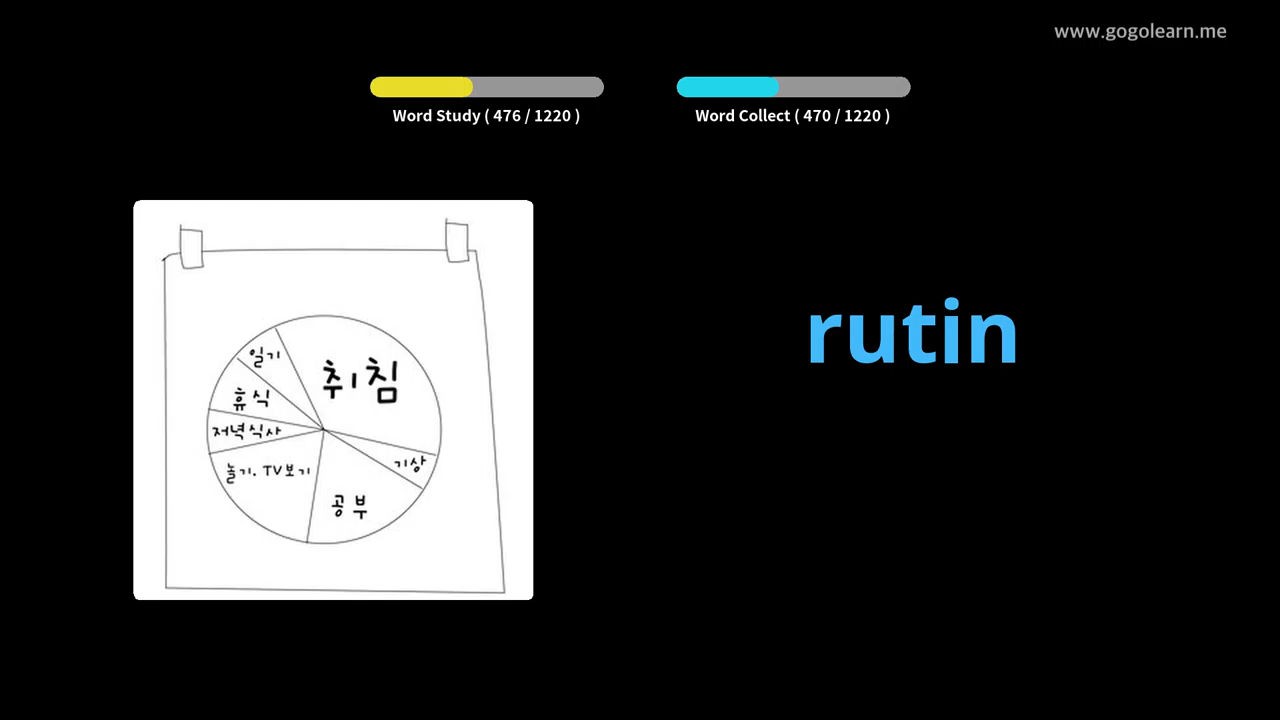 www.gogolearn.me
Word Study ( 476 / 1220 )
Word Collect ( 470 / 1220 )
일기
취침
휴식
저녁식사
기상
놀기. TV보기
공부
rutin